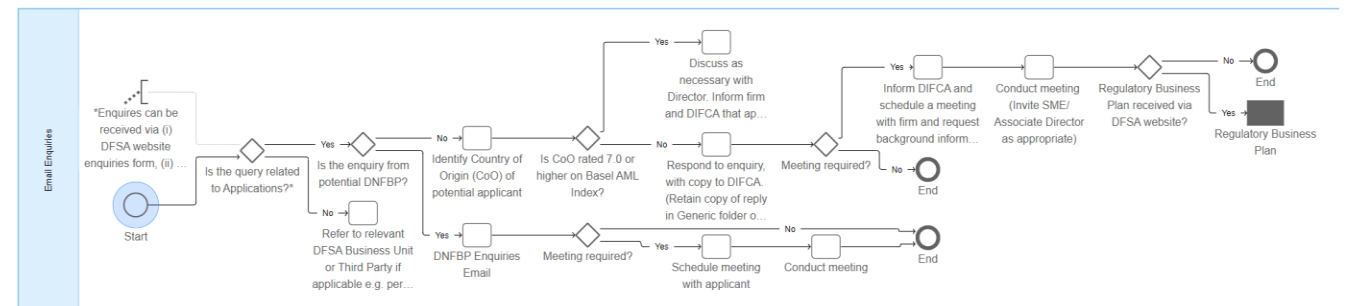 Email Enquiries
*Enquires can be
received via (i)
DFSA website
enquiries form, (ii) ...
Start
Is the query related
to Applications?*
Yes
No
Is the enquiry from
potential DNFBP?
Refer to relevant
DFSA Business Unit
or Third Party if
applicable e.g. per...
No
Yes
Identify Country of
Origin (CoO) of
potential applicant
DNFBP Enquiries
Email
Is CoO rated 7.0 or
higher on Basel AML
Index?
Meeting required?
Yes
No
Discuss as
necessary with
Director. Inform firm
and DIFCA that ap...
Respond to enquiry,
with copy to DIFCA.
(Retain copy of reply
in Generic folder o...
No
Yes
Schedule meeting
with applicant
Conduct meeting
Meeting required?
Yes
No
End
End
Inform DIFCA and
schedule a meeting
with firm and request
background inform...
Conduct meeting
(Invite SME/
Associate Director
as appropriate)
Regulatory Business
Plan received via
DFSA website?
No
End
Yes
Regulatory Business
Plan